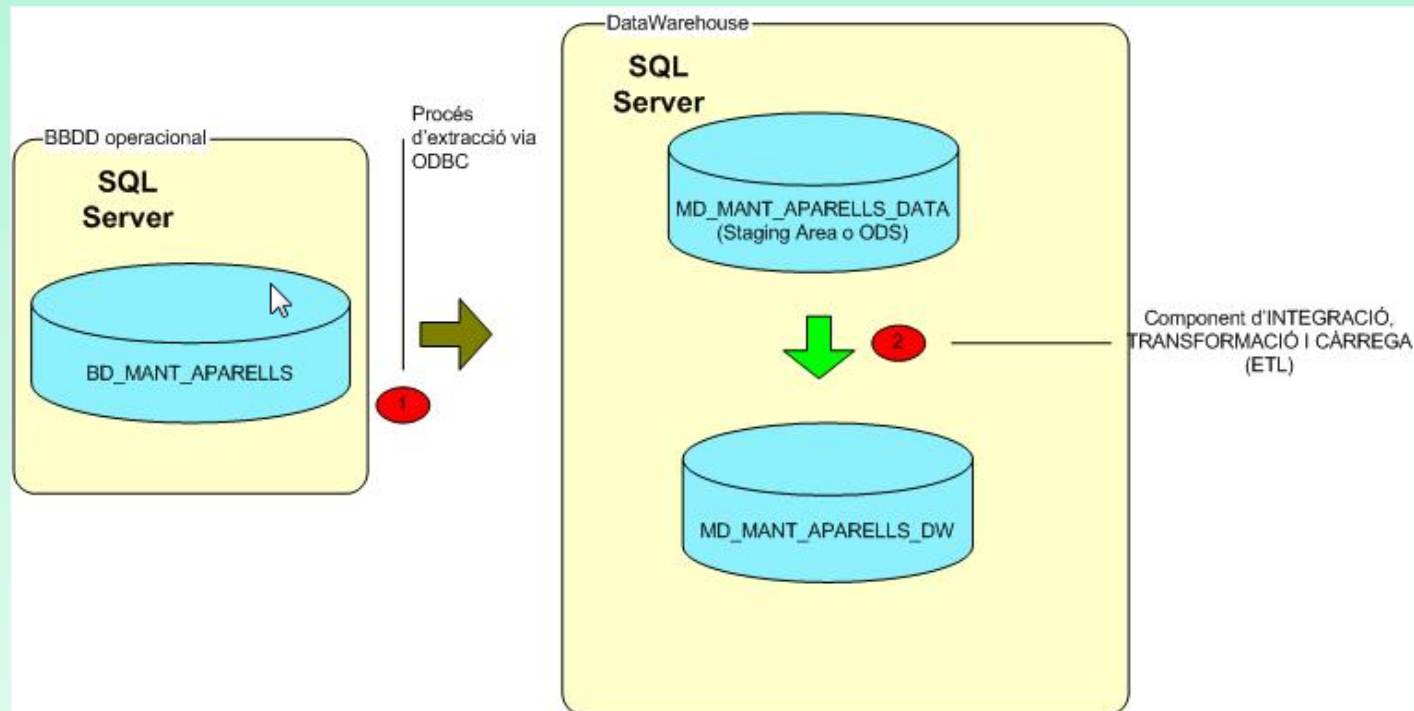 DataWarehouse
SQL
Server
BBDD operacional
SQL
Server
Procés
d'extracció via
ODBC
MD_MANT_APARELLS_DATA
(Staging Area o ODS)
BD_MANT_APARELLS
1
2
Component d'INTEGRACIÓ,
TRANSFORMACIÓ I CÀRREGA
(ETL)
MD_MANT_APARELLS_DW